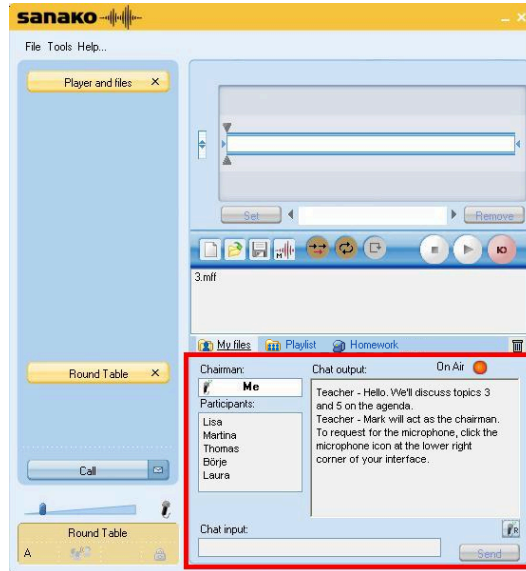 sanako
File Tools Help...
Player and files
Set
Remove
M
3.mff
My files
Playlist
Homework
Round Table
Call
Round Table
A
Chairman:
Me
Participants:
Lisa
Martina
Thomas
Börje
Laura
Chat output:
On Air
Teacher - Hello. We'll discuss topics 3
and 5 on the agenda.
Teacher - Mark will act as the chairman.
To request for the microphone, click the
microphone icon at the lower right
corner of your interface.
Chat input:
R
Send